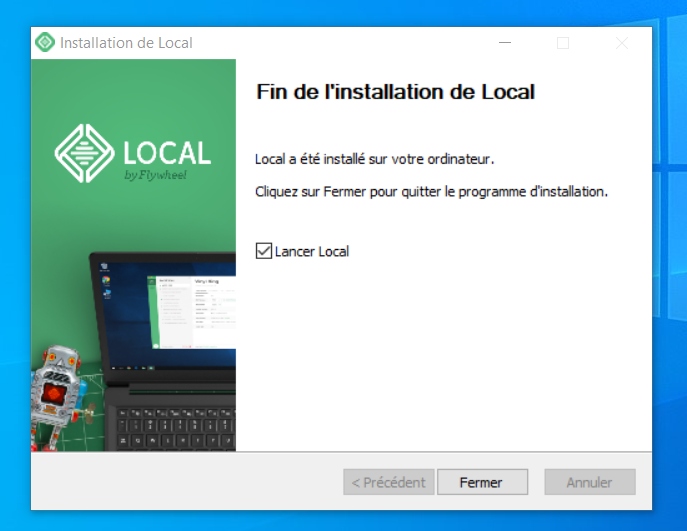 Installation de Local
Fin de l'installation de Local
LOCAL
by Flywheel
Local a été installé sur votre ordinateur.
Cliquez sur Fermer pour quitter le programme d'installation.
Lancer Local
< Précédent
Fermer
Annuler